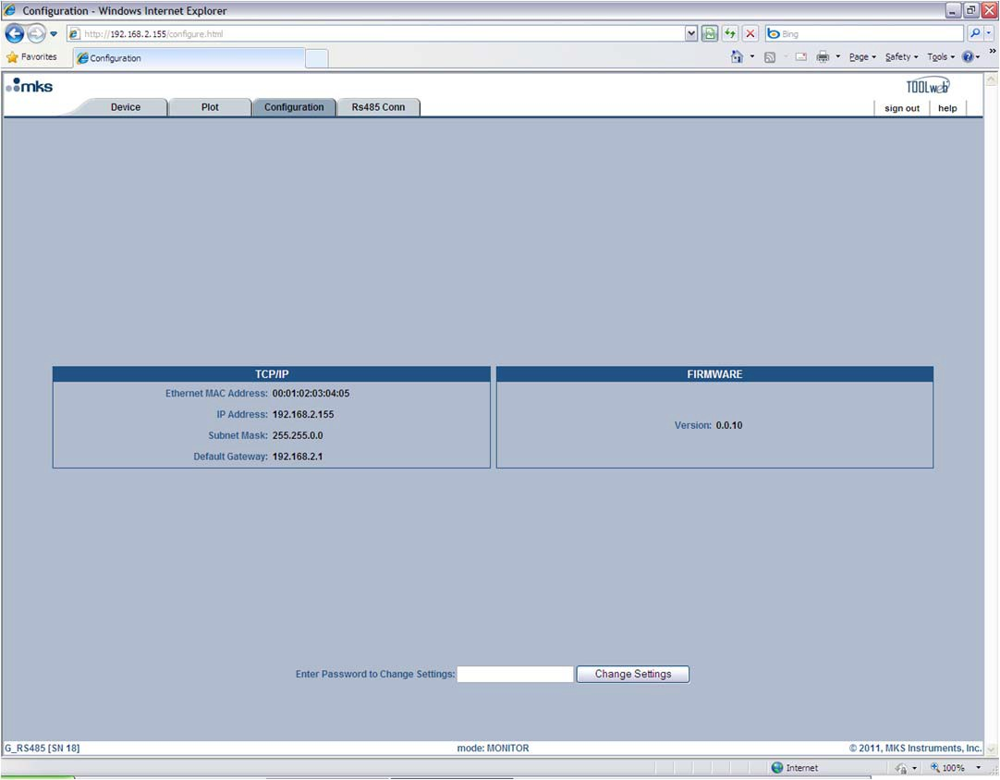 Configuration - Windows Internet Explorer
http://192.168.2.155/configure.html
Bing
Favorites
Configuration
Page
Safety
Tools
mks
TOOLweb
Device
Plot
Configuration
Rs485 Conn
sign out
help
TCP/IP
Ethernet MAC Address: 00:01:02:03:04:05
IP Address: 192.168.2.155
Subnet Mask: 255.255.0.0
Default Gateway: 192.168.2.1
FIRMWARE
Version: 0.0.10
Enter Password to Change Settings:
Change Settings
G_RS485 [SN 18]
mode: MONITOR
© 2011, MKS Instruments, Inc.
Internet
100%